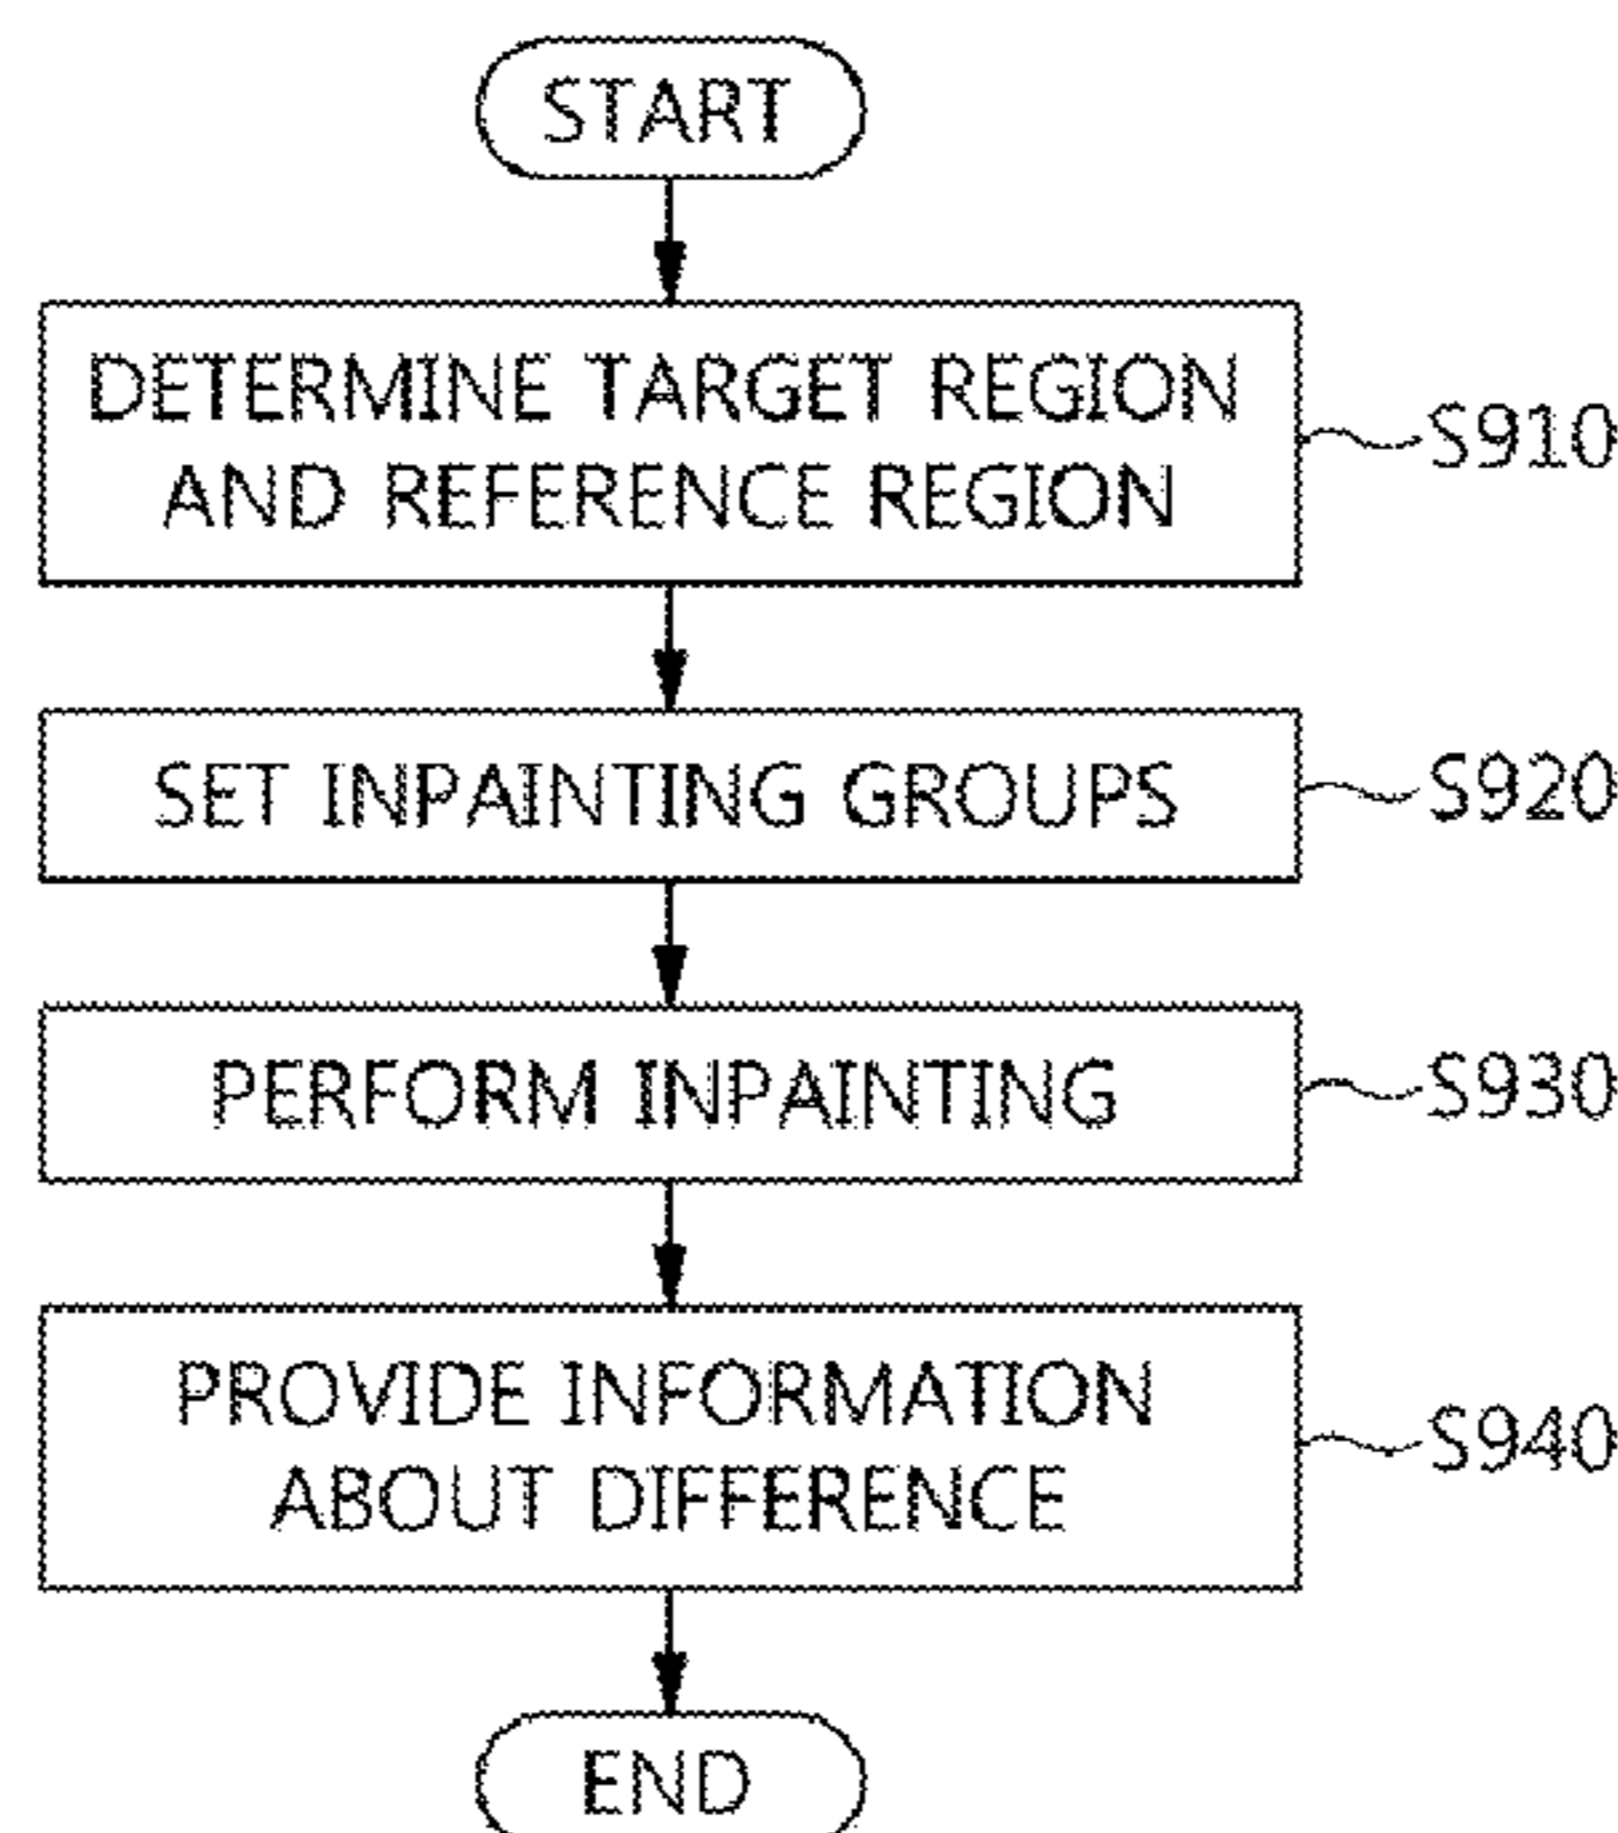 START
DETERMINE TARGET REGION
AND REFERENCE REGION
S910
SET INPAINTING GROUPS
S920
PERFORM INPAINTING
S930
PROVIDE INFORMATION
ABOUT DIFFERENCE
S940
END